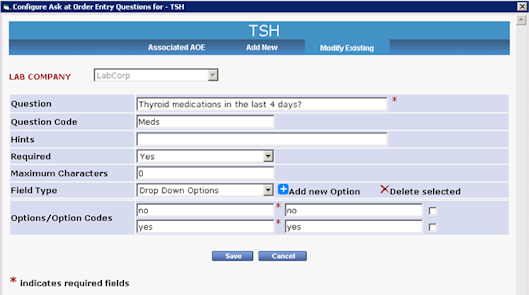 Configure Ask at Order Entry Questions for - TSH
TSH
Associated AOE Add New Modify Existing
LAB COMPANY LabCorp
Question Thyroid medications in the last 4 days? *
Question Code Meds
Hints
Required Yes
Maximum Characters 0
Field Type Drop Down Options Add new Option Delete selected
Options/Option Codes
no * no
yes * yes
Save Cancel
* indicates required fields